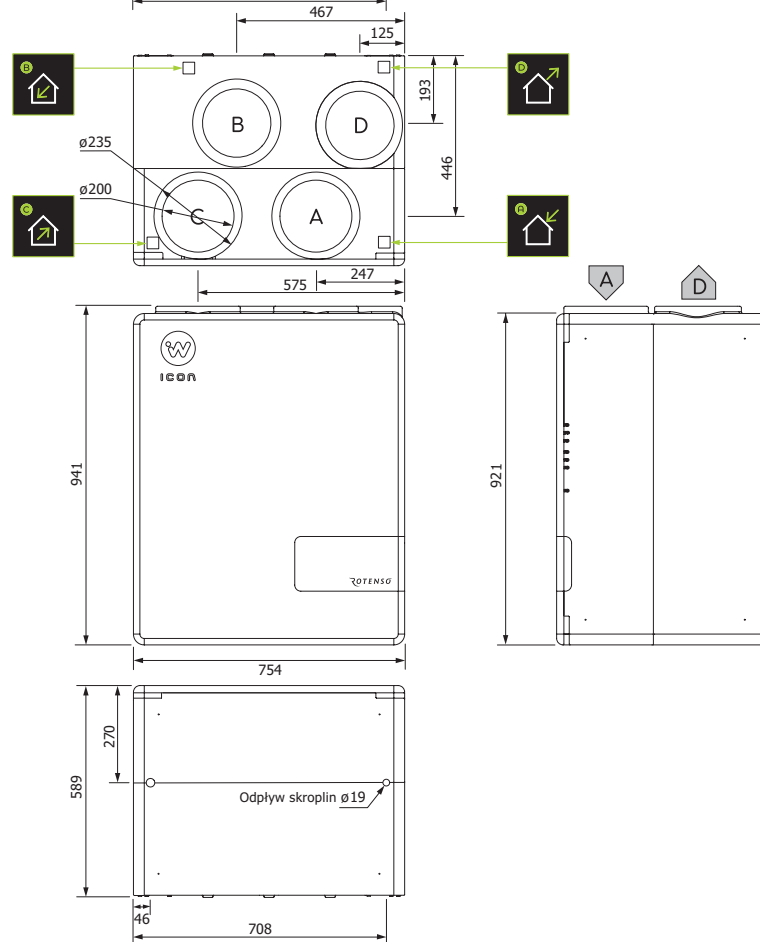 467
125
B
D
193
B
D
ø235
446
ø200
C
A
C
A
247
575
A
D
icon
941
921
ROTENSO
754
270
589
Odpływ skroplin ø19
46
708